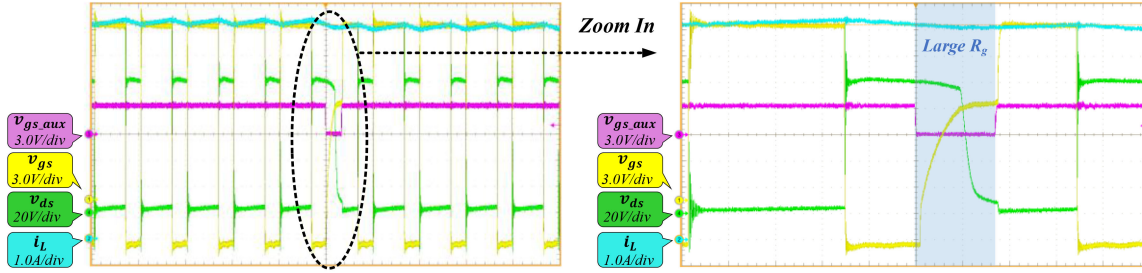 Zoom In
Large R_g
v_gs_aux
3.0V/div
v_gs
3.0V/div
v_ds
20V/div
i_L
1.0A/div
v_gs_aux
3.0V/div
v_gs
3.0V/div
v_ds
20V/div
i_L
1.0A/div